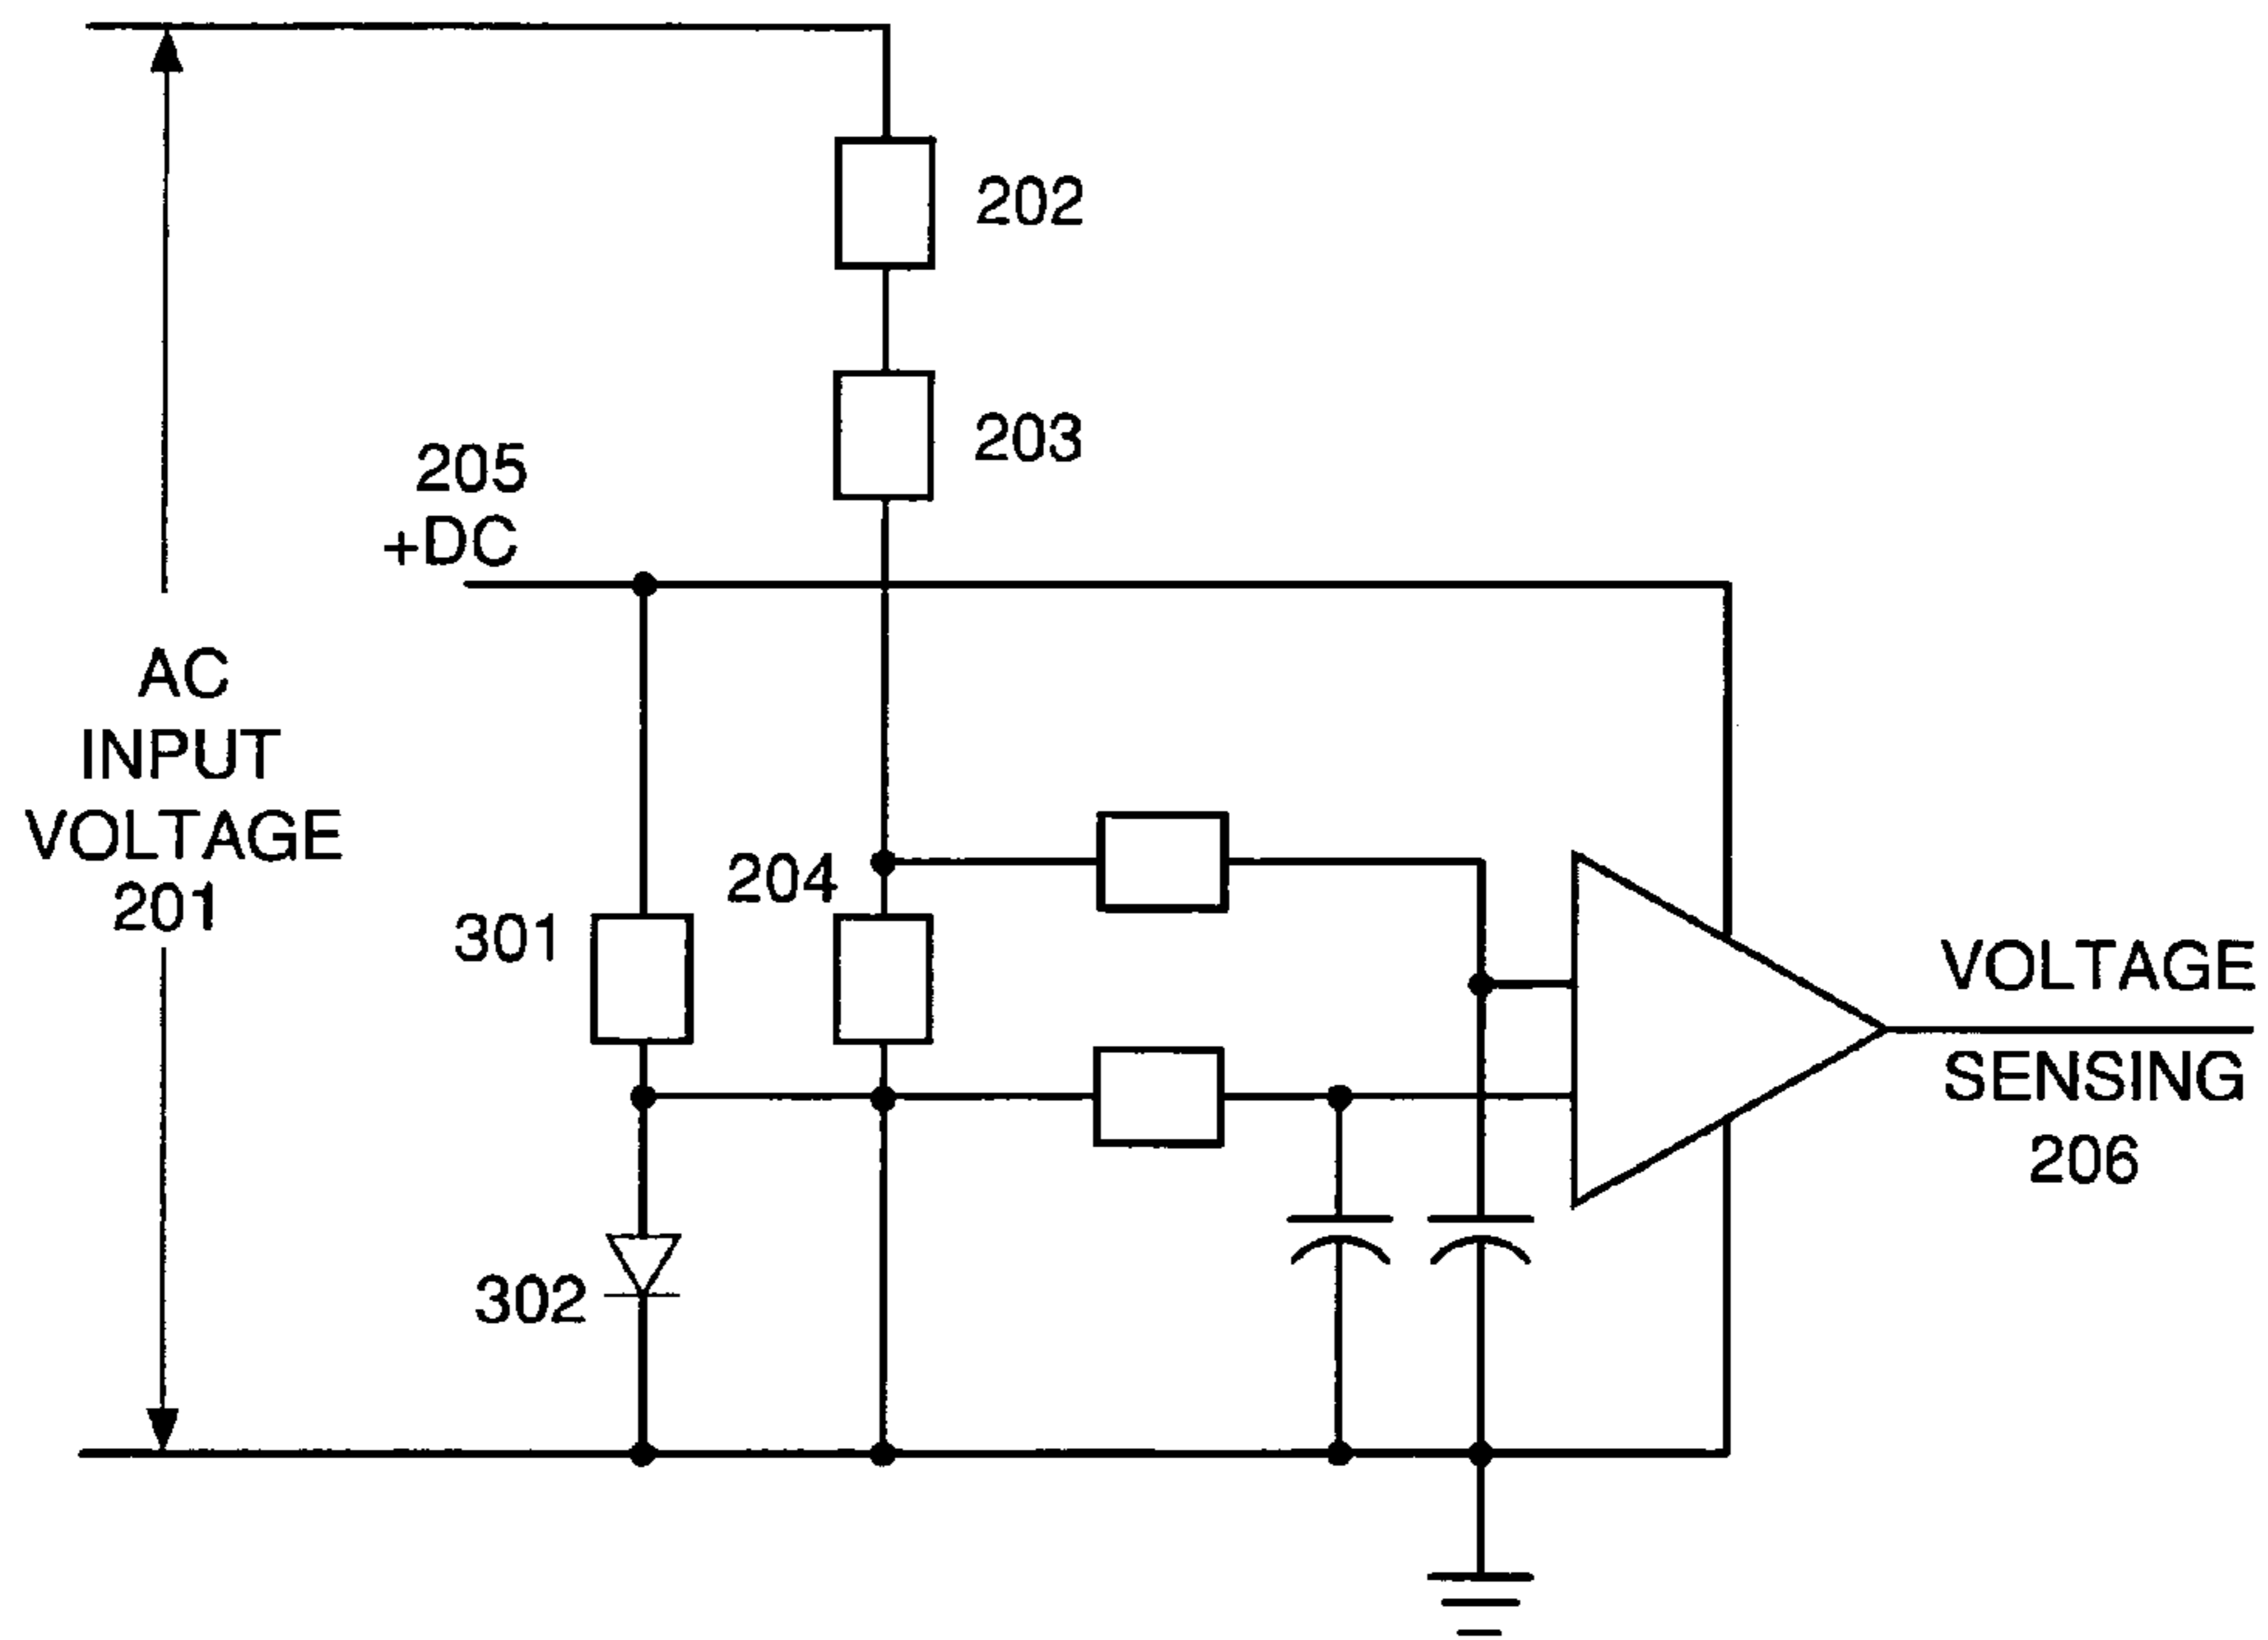 202
203
205
+DC
AC
INPUT
VOLTAGE
201
204
301
VOLTAGE
SENSING
206
302